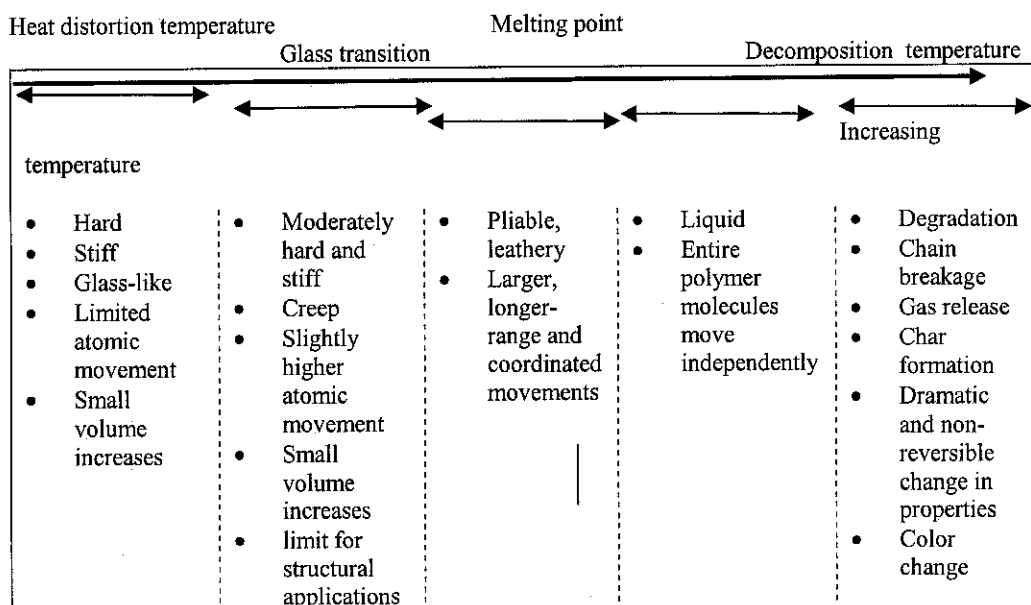 Heat distortion temperature
Melting point
Glass transition
Decomposition temperature
Increasing
temperature
• Hard
• Stiff
• Glass-like
• Limited
atomic
movement
• Small
volume
increases
• Moderately
hard and
stiff
• Creep
• Slightly
higher
atomic
movement
• Small
volume
increases
• limit for
structural
applications
• Pliable,
leathery
• Larger,
longer-
range and
coordinated
movements
• Liquid
• Entire
polymer
molecules
move
independently
• Degradation
• Chain
breakage
• Gas release
• Char
formation
• Dramatic
and non-
reversible
change in
properties
• Color
change